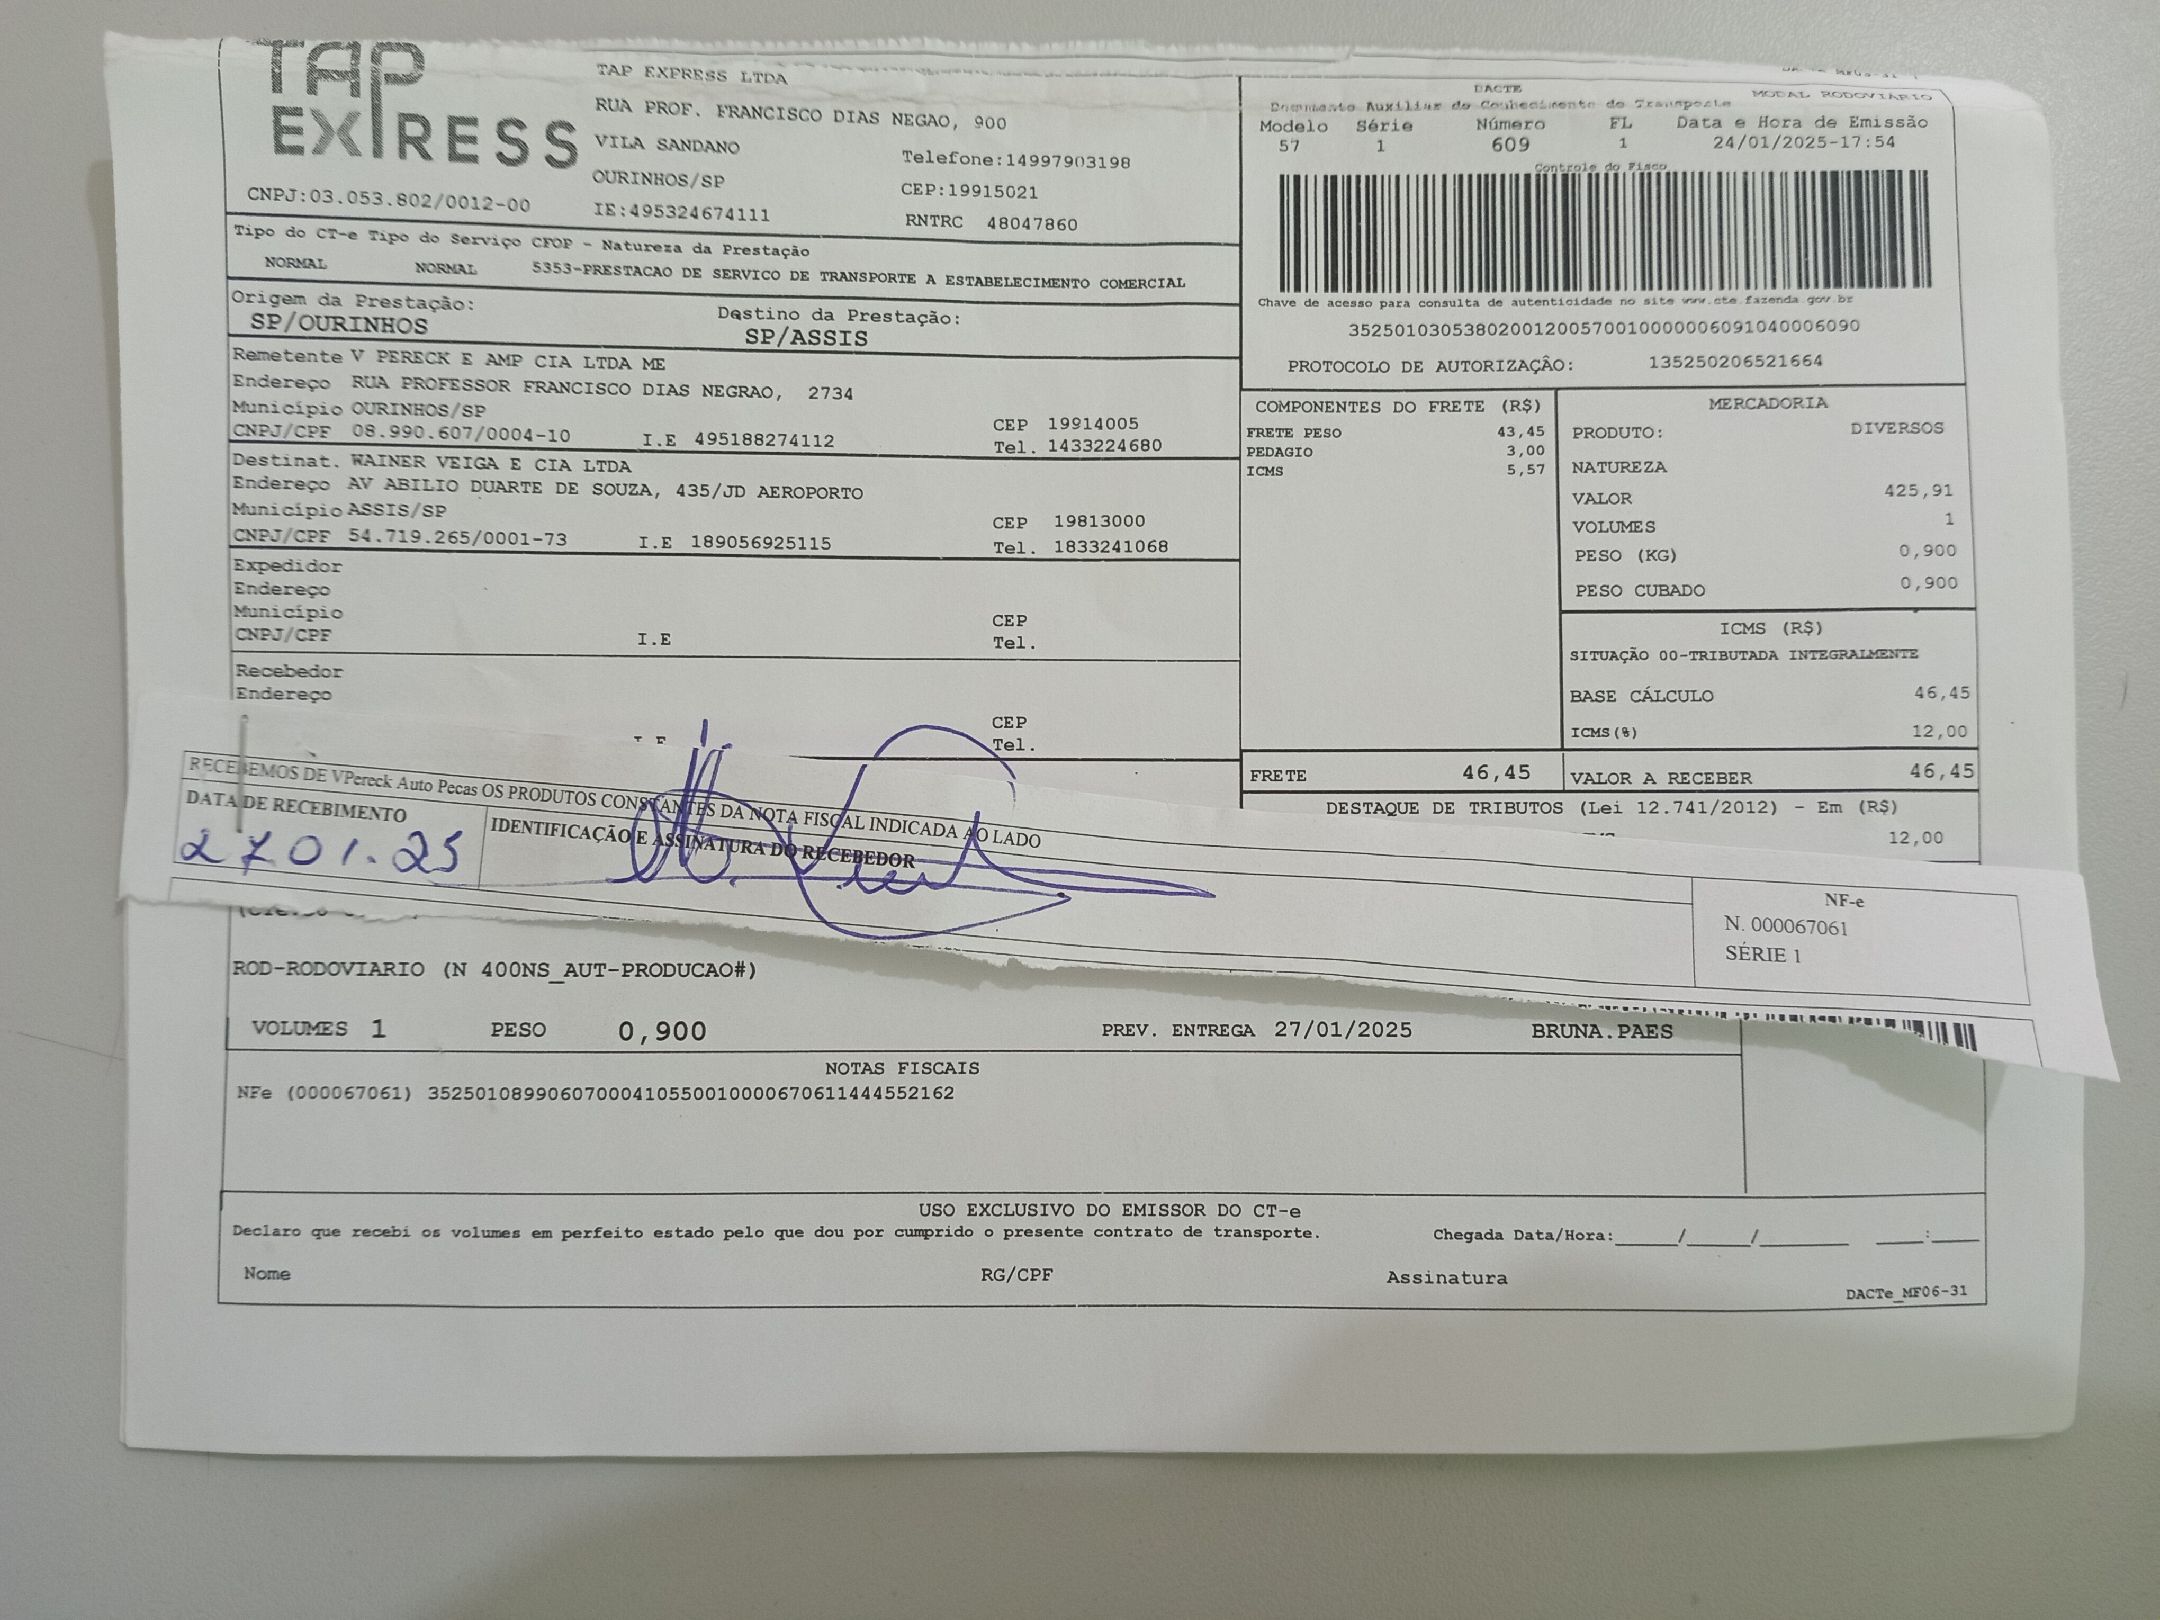 TAP EXPRESS
TAP EXPRESS LTDA
RUA PROF. FRANCISCO DIAS NEGAO, 900
VILA SANDANO
Telefone:14997903198
OURINHOS/SP
CEP:19915021
CNPJ:03.053.802/0012-00
IE:495324674111
RNTRC 48047860
DACTE
Documento Auxiliar do Conhecimento de Transporte
MODAL RODOVIÁRIO
Modelo Série Número FL Data e Hora de Emissão
57 1 609 1 24/01/2025-17:54
Controle do Fisco
Chave de acesso para consulta de autenticidade no site www.cte.fazenda.gov.br
35250103053802001200570010000006091040006090
PROTOCOLO DE AUTORIZAÇÃO: 135250206521664
Tipo do CT-e Tipo do Serviço CFOP - Natureza da Prestação
NORMAL NORMAL 5353-PRESTACAO DE SERVICO DE TRANSPORTE A ESTABELECIMENTO COMERCIAL
Origem da Prestação: Destino da Prestação:
SP/OURINHOS SP/ASSIS
Remetente V PERECK E AMP CIA LTDA ME
Endereço RUA PROFESSOR FRANCISCO DIAS NEGRAO, 2734
Município OURINHOS/SP CEP 19914005
CNPJ/CPF 08.990.607/0004-10 I.E 495188274112 Tel. 1433224680
Destinat. WAINER VEIGA E CIA LTDA
Endereço AV ABILIO DUARTE DE SOUZA, 435/JD AEROPORTO
Município ASSIS/SP CEP 19813000
CNPJ/CPF 54.719.265/0001-73 I.E 189056925115 Tel. 1833241068
Expedidor
Endereço
Município CEP
CNPJ/CPF I.E Tel.
Recebedor
Endereço
CEP
Tel.
COMPONENTES DO FRETE (R$)
FRETE PESO 43,45
PEDAGIO 3,00
ICMS 5,57
MERCADORIA
PRODUTO: DIVERSOS
NATUREZA
VALOR 425,91
VOLUMES 1
PESO (KG) 0,900
PESO CUBADO 0,900
ICMS (R$)
SITUAÇÃO 00-TRIBUTADA INTEGRALMENTE
BASE CÁLCULO 46,45
ICMS(%) 12,00
FRETE 46,45 VALOR A RECEBER 46,45
DESTAQUE DE TRIBUTOS (Lei 12.741/2012) - Em (R$)
12,00
RECEBEMOS DE VPereck Auto Pecas OS PRODUTOS CONSTANTES DA NOTA FISCAL INDICADA AO LADO
DATA DE RECEBIMENTO IDENTIFICAÇÃO E ASSINATURA DO RECEBEDOR
27 01.25
NF-e
N. 000067061
SÉRIE 1
ROD-RODOVIARIO (N 400NS_AUT-PRODUCAO#)
VOLUMES 1 PESO 0,900 PREV. ENTREGA 27/01/2025 BRUNA.PAES
NOTAS FISCAIS
NFe (000067061) 35250108990607000410550010000670611444552162
USO EXCLUSIVO DO EMISSOR DO CT-e
Declaro que recebi os volumes em perfeito estado pelo que dou por cumprido o presente contrato de transporte. Chegada Data/Hora:_____/_____/________ ____:____
Nome RG/CPF Assinatura
DACTe_MF06-31